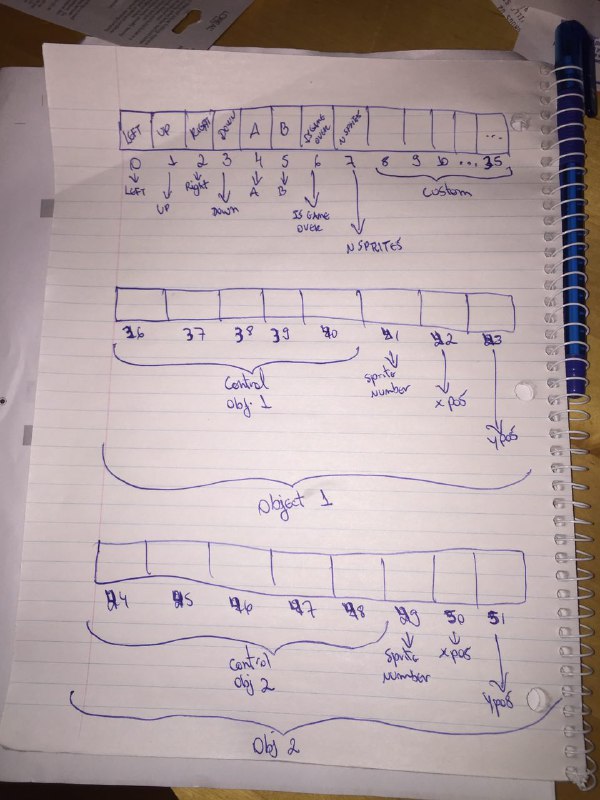 LEFT UP RIGHT DOWN A B IS GAME OVER N SPRITES ...
0 1 2 3 4 5 6 7 8 9 10 ... 35
LEFT UP Right DOWN A B IS GAME OVER N SPRITES custom
36 37 38 39 40 41 42 43
Control obj. 1
sprite number
x pos
y pos
Object 1
44 45 46 47 48 49 50 51
Control Obj 2
Sprite number
x pos
y pos
Obj 2